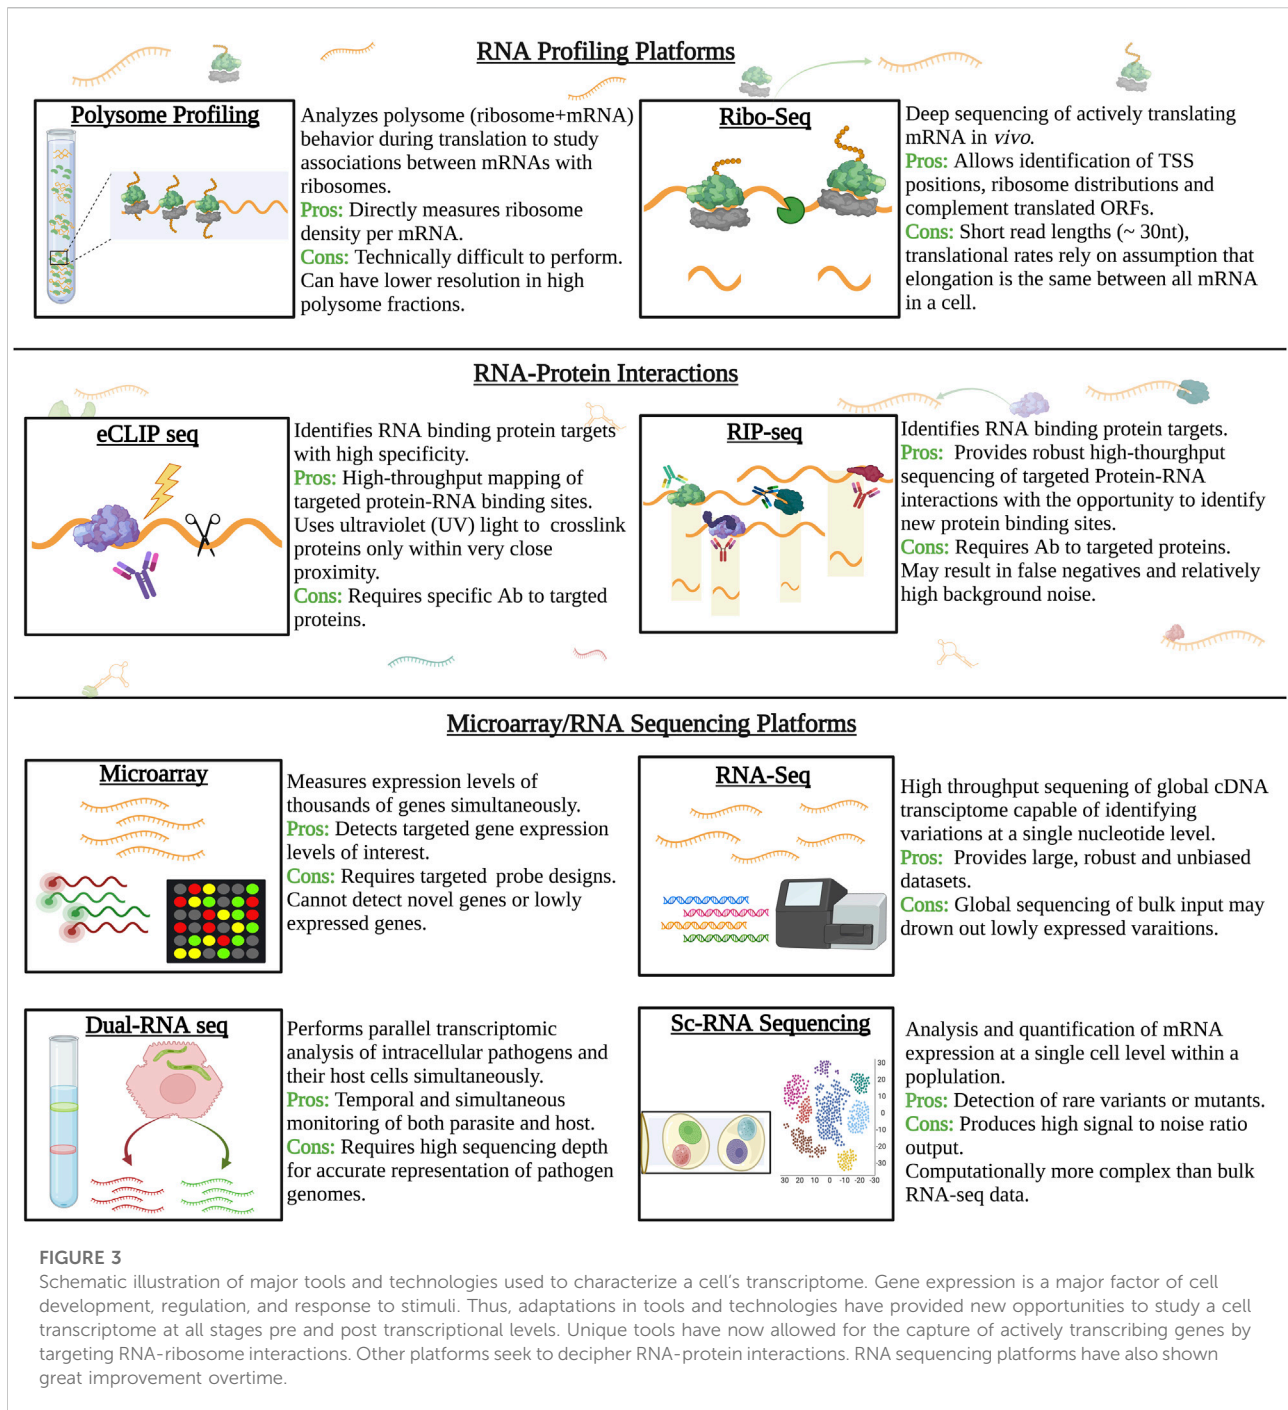 RNA Profiling Platforms
Polysome Profiling
Analyzes polysome (ribosome+mRNA)
behavior during translation to study
associations between mRNAs with
ribosomes.
Pros: Directly measures ribosome
density per mRNA.
Cons: Technically difficult to perform.
Can have lower resolution in high
polysome fractions.
Ribo-Seq
Deep sequencing of actively translating
mRNA in vivo.
Pros: Allows identification of TSS
positions, ribosome distributions and
complement translated ORFs.
Cons: Short read lengths (~ 30nt),
translational rates rely on assumption that
elongation is the same between all mRNA
in a cell.
RNA-Protein Interactions
eCLIP seq
Identifies RNA binding protein targets
with high specificity.
Pros: High-throughput mapping of
targeted protein-RNA binding sites.
Uses ultraviolet (UV) light to crosslink
proteins only within very close
proximity.
Cons: Requires specific Ab to targted
proteins.
RIP-seq
Identifies RNA binding protein targets.
Pros: Provides robust high-thourghput
sequencing of targeted Protein-RNA
interactions with the opportunity to identify
new protein binding sites.
Cons: Requires Ab to targeted proteins.
May result in false negatives and relatively
high background noise.
Microarray/RNA Sequencing Platforms
Microarray
Measures expression levels of
thousands of genes simultaneously.
Pros: Detects targeted gene expression
levels of interest.
Cons: Requires targeted probe designs.
Cannot detect novel genes or lowly
expressed genes.
RNA-Seq
High throughput sequencing of global cDNA
transciptome capable of identifying
variations at a single nucleotide level.
Pros: Provides large, robust and unbiased
datasets.
Cons: Global sequencing of bulk input may
drown out lowly expressed varaitions.
Dual-RNA seq
Performs parallel transcriptomic
analysis of intracellular pathogens and
their host cells simultaneously.
Pros: Temporal and simultaneous
monitoring of both parasite and host.
Cons: Requires high sequencing depth
for accurate representation of pathogen
genomes.
Sc-RNA Sequencing
30
20
10
0
-10
-20
-30
30 20 10 0 -10 -20 -30
Analysis and quantification of mRNA
expression at a single cell level within a
poplulation.
Pros: Detection of rare variants or mutants.
Cons: Produces high signal to noise ratio
output.
Computationally more complex than bulk
RNA-seq data.
FIGURE 3
Schematic illustration of major tools and technologies used to characterize a cell's transcriptome. Gene expression is a major factor of cell
development, regulation, and response to stimuli. Thus, adaptations in tools and technologies have provided new opportunities to study a cell
transcriptome at all stages pre and post transcriptional levels. Unique tools have now allowed for the capture of actively transcribing genes by
targeting RNA-ribosome interactions. Other platforms seek to decipher RNA-protein interactions. RNA sequencing platforms have also shown
great improvement overtime.